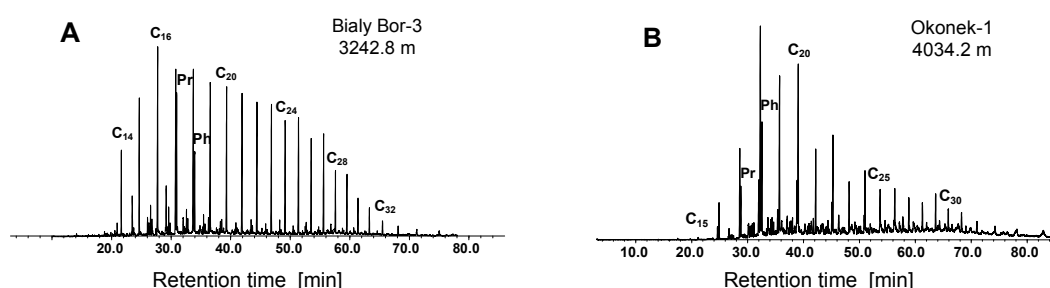 A
Bialy Bor-3
3242.8 m
C14
C16
Pr
Ph
C20
C24
C28
C32
20.0 30.0 40.0 50.0 60.0 70.0 80.0
Retention time [min]
B
Okonek-1
4034.2 m
C15
Pr
Ph
C20
C25
C30
10.0 20.0 30.0 40.0 50.0 60.0 70.0 80.0
Retention time [min]